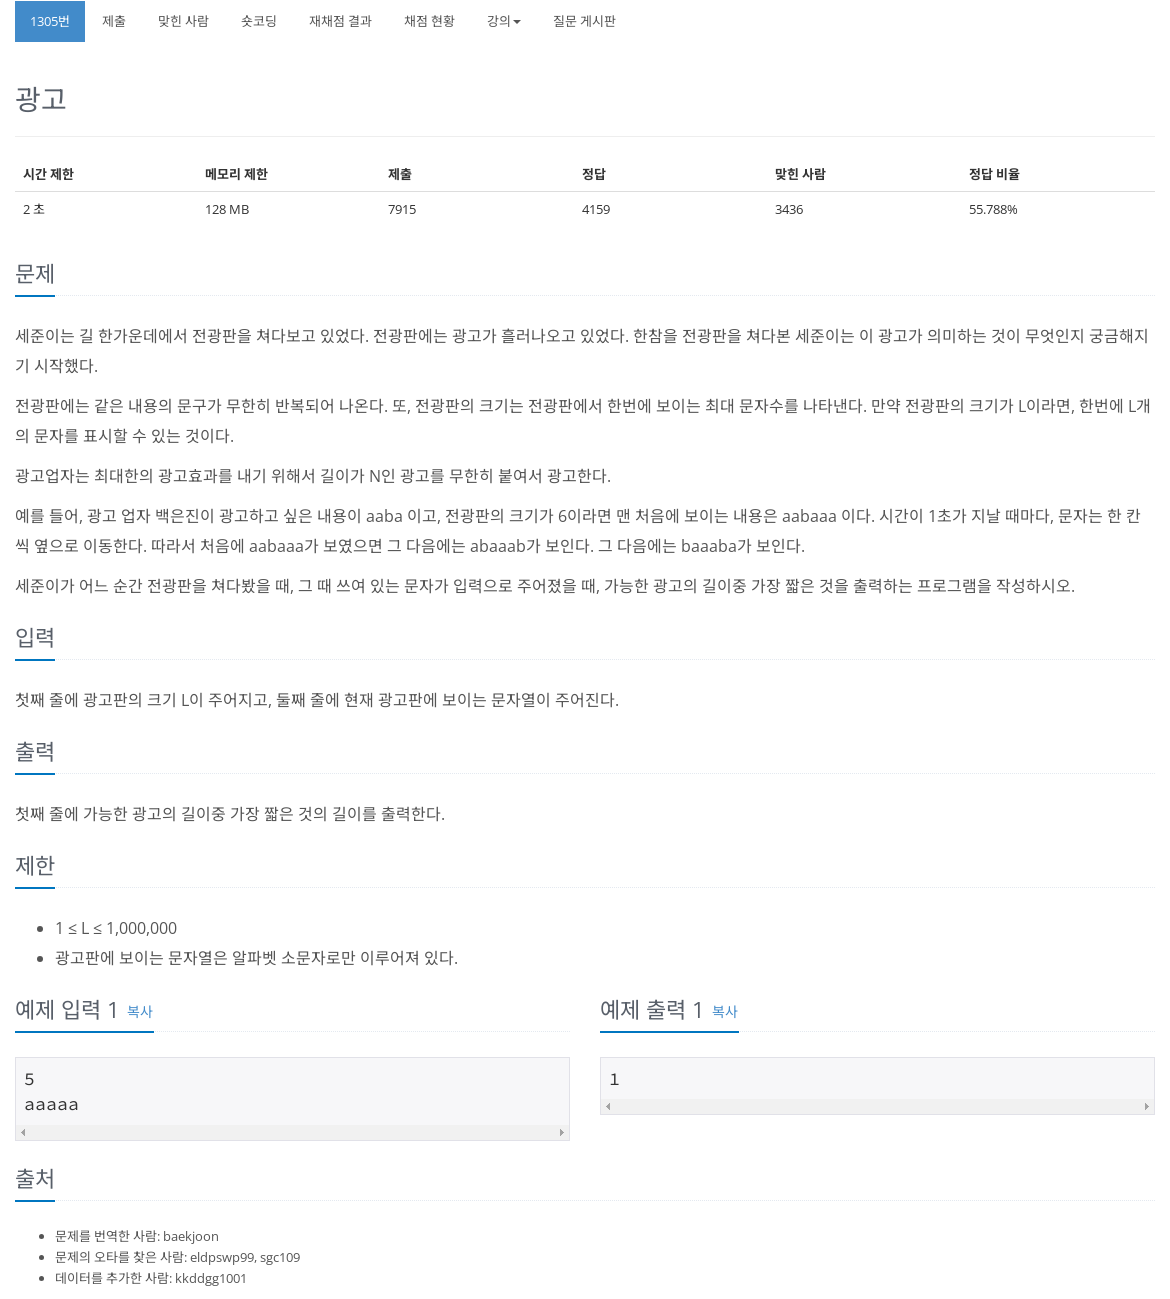 1305번 제출 맞힌 사람 숏코딩 재채점 결과 채점 현황 강의 질문 게시판
광고
시간 제한 메모리 제한 제출 정답 맞힌 사람 정답 비율
2 초 128 MB 7915 4159 3436 55.788%
문제
세준이는 길 한가운데에서 전광판을 쳐다보고 있었다. 전광판에는 광고가 흘러나오고 있었다. 한참을 전광판을 쳐다본 세준이는 이 광고가 의미하는 것이 무엇인지 궁금해지
기 시작했다.
전광판에는 같은 내용의 문구가 무한히 반복되어 나온다. 또, 전광판의 크기는 전광판에서 한번에 보이는 최대 문자수를 나타낸다. 만약 전광판의 크기가 L이라면, 한번에 L개
의 문자를 표시할 수 있는 것이다.
광고업자는 최대한의 광고효과를 내기 위해서 길이가 N인 광고를 무한히 붙여서 광고한다.
예를 들어, 광고 업자 백은진이 광고하고 싶은 내용이 aaba 이고, 전광판의 크기가 6이라면 맨 처음에 보이는 내용은 aabaaa 이다. 시간이 1초가 지날 때마다, 문자는 한 칸
씩 옆으로 이동한다. 따라서 처음에 aabaaa가 보였으면 그 다음에는 abaaab가 보인다. 그 다음에는 baaaba가 보인다.
세준이가 어느 순간 전광판을 쳐다봤을 때, 그 때 쓰여 있는 문자가 입력으로 주어졌을 때, 가능한 광고의 길이중 가장 짧은 것을 출력하는 프로그램을 작성하시오.
입력
첫째 줄에 광고판의 크기 L이 주어지고, 둘째 줄에 현재 광고판에 보이는 문자열이 주어진다.
출력
첫째 줄에 가능한 광고의 길이중 가장 짧은 것의 길이를 출력한다.
제한
1 ≤ L ≤ 1,000,000
광고판에 보이는 문자열은 알파벳 소문자로만 이루어져 있다.
예제 입력 1 복사
5
aaaaa
예제 출력 1 복사
1
출처
문제를 번역한 사람: baekjoon
문제의 오타를 찾은 사람: eldpswp99, sgc109
데이터를 추가한 사람: kkddgg1001